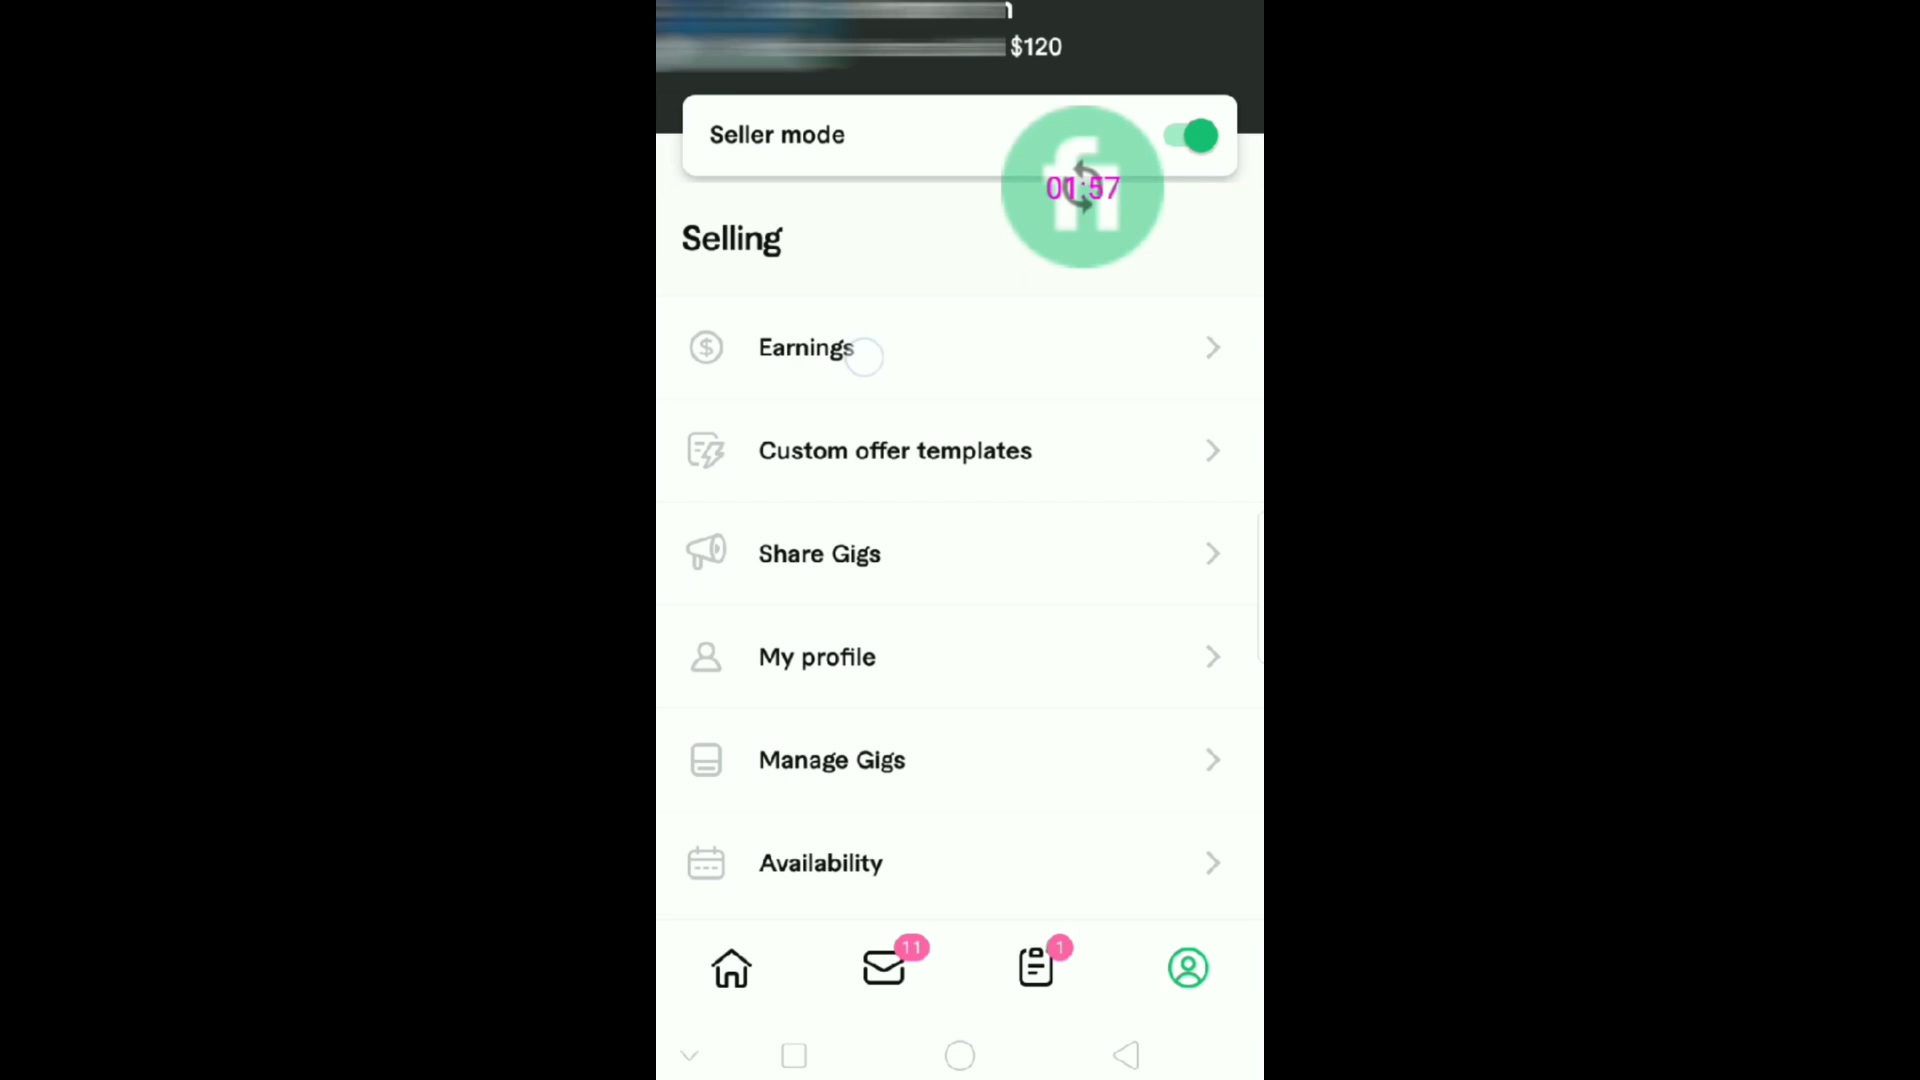 $120
Seller mode
fi
01:57
Selling
Earnings
Custom offer templates
Share Gigs
My profile
Manage Gigs
Availability
11
1